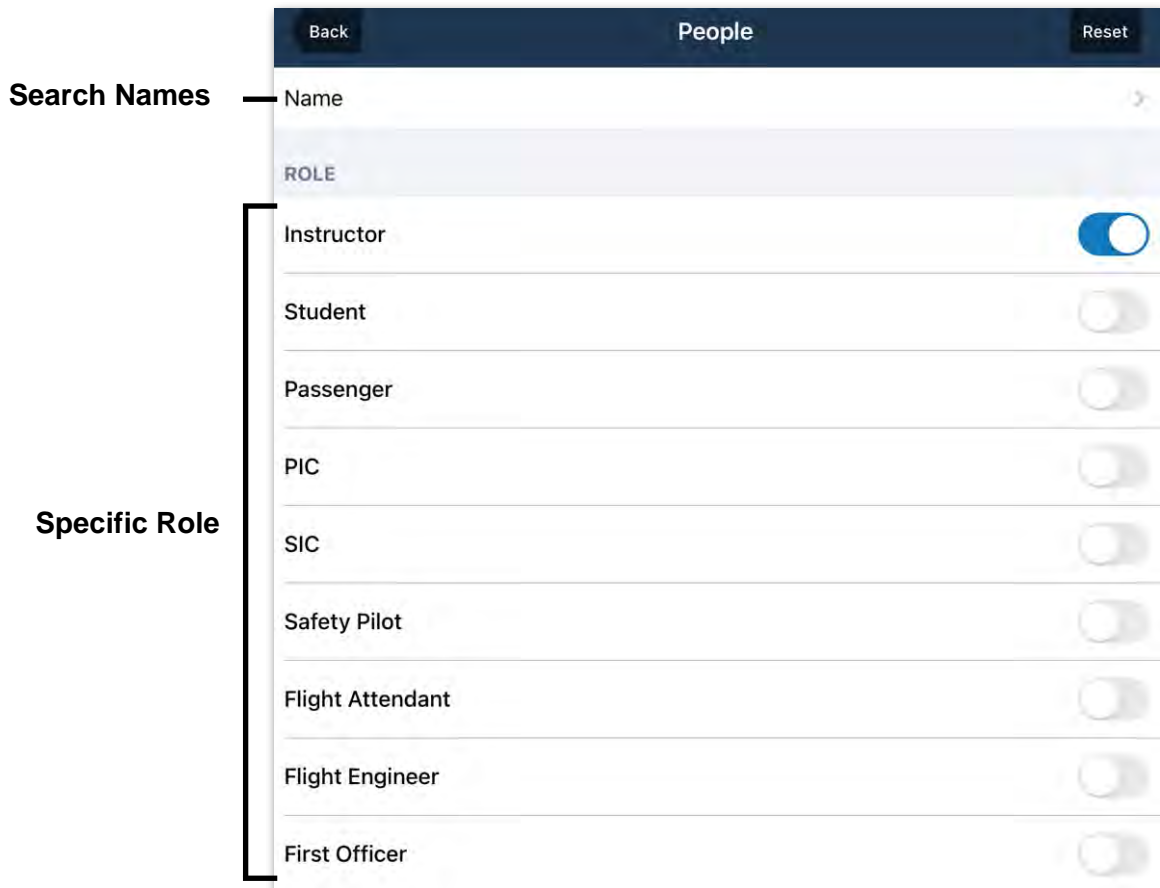 Back People Reset
Search Names Name
ROLE
Instructor
Student
Passenger
PIC
Specific Role
SIC
Safety Pilot
Flight Attendant
Flight Engineer
First Officer